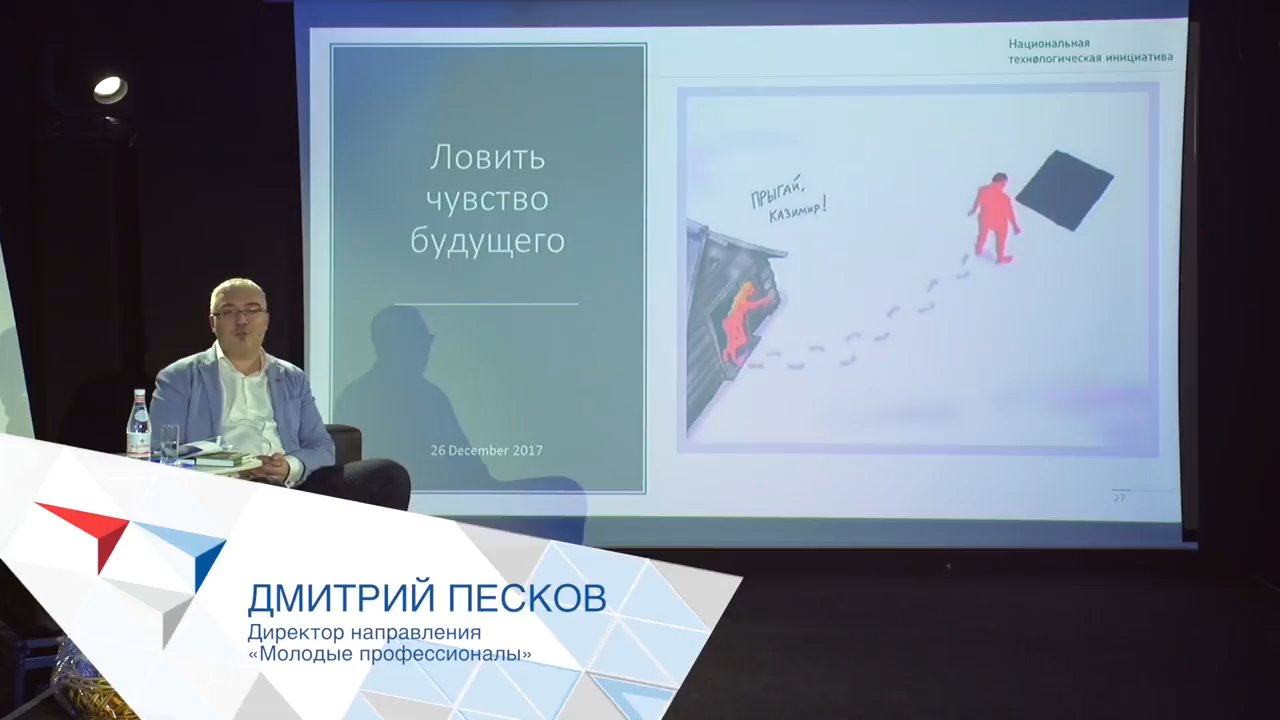 Национальная
технологическая инициатива
Ловить
чувство
будущего
26 December 2017
ПРЫГАЙ,
КАЗИМИР!
27
ДМИТРИЙ ПЕСКОВ
Директор направления
«Молодые профессионалы»